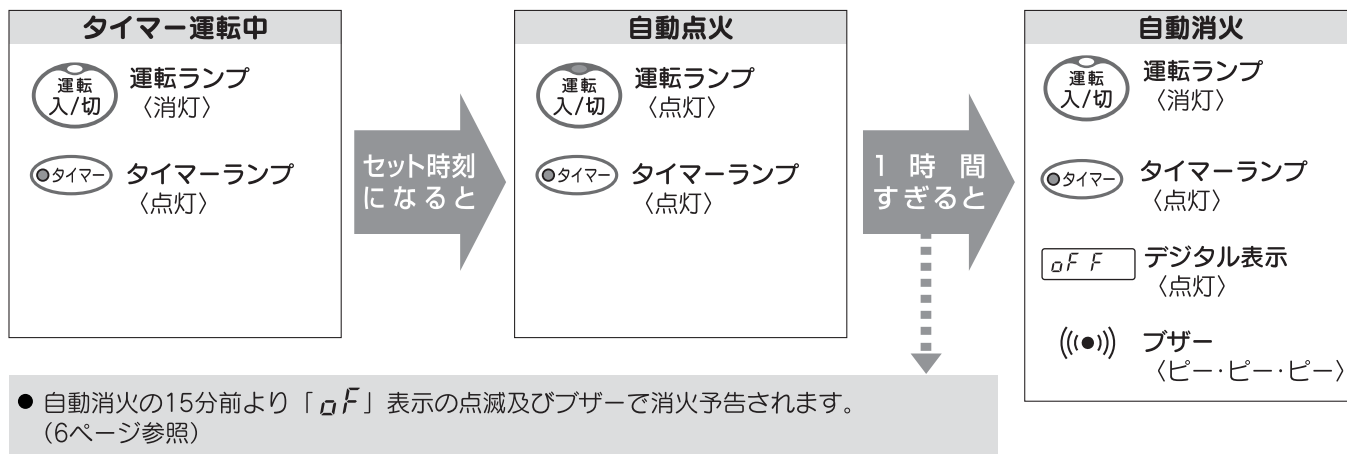 タイマー運転中
運転
入/切
運転ランプ
〈消灯〉
タイマー
タイマーランプ
〈点灯〉
セット時刻
になると
自動点火
運転
入/切
運転ランプ
〈点灯〉
タイマー
タイマーランプ
〈点灯〉
1時間
すぎると
自動消火
運転
入/切
運転ランプ
〈消灯〉
タイマー
タイマーランプ
〈点灯〉
oFF
デジタル表示
〈点灯〉
ブザー
〈ピー・ピー・ピー〉
● 自動消火の15分前より「oF」表示の点滅及びブザーで消火予告されます。
(6ページ参照)